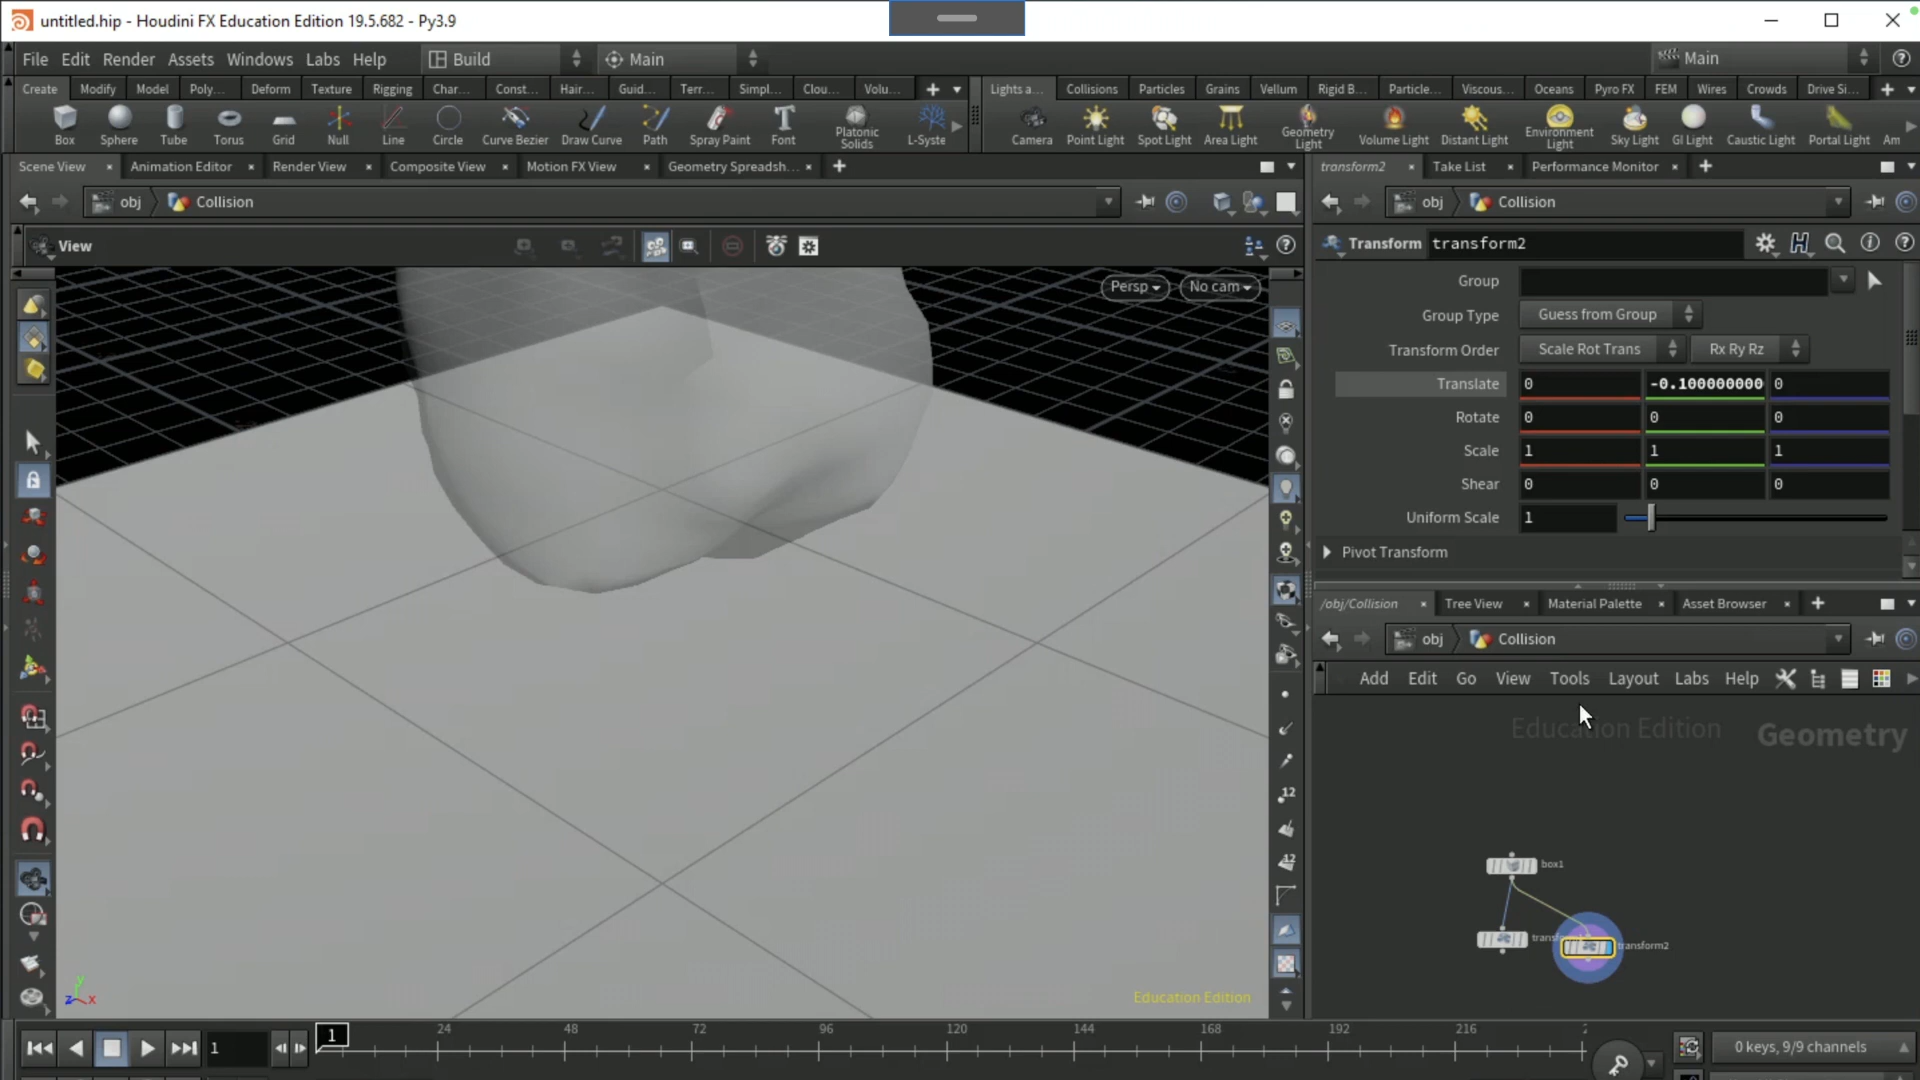 untitled.hip - Houdini FX Education Edition 19.5.682 - Py3.9
File Edit Render Assets Windows Labs Help Build Main Main
Create Modify Model Poly... Deform Texture Rigging Char... Const... Hair... Guid... Terr... Simpl... Clou... Volu... Lights a... Collisions Particles Grains Vellum Rigid B... Particle... Viscous... Oceans Pyro FX FEM Wires Crowds Drive Si...
Box Sphere Tube Torus Grid Null Line Circle Curve Bezier Draw Curve Path Spray Paint Font Platonic Solids L-Syste Camera Point Light Spot Light Area Light Geometry Light Volume Light Distant Light Environment Light Sky Light GI Light Caustic Light Portal Light Am
Scene View Animation Editor Render View Composite View Motion FX View Geometry Spreadsh... transform2 Take List Performance Monitor
obj Collision obj Collision
View
Transform transform2
Persp No cam
Group
Group Type Guess from Group
Transform Order Scale Rot Trans Rx Ry Rz
Translate 0 -0.100000000 0
Rotate 0 0 0
Scale 1 1 1
Shear 0 0 0
Uniform Scale 1
Pivot Transform
/obj/Collision Tree View Material Palette Asset Browser
obj Collision
Add Edit Go View Tools Layout Labs Help
Education Edition Geometry
12
12
box1
transfor
transform2
y
z x
Education Edition
1 1 24 48 72 96 120 144 168 192 216 2
0 keys, 9/9 channels